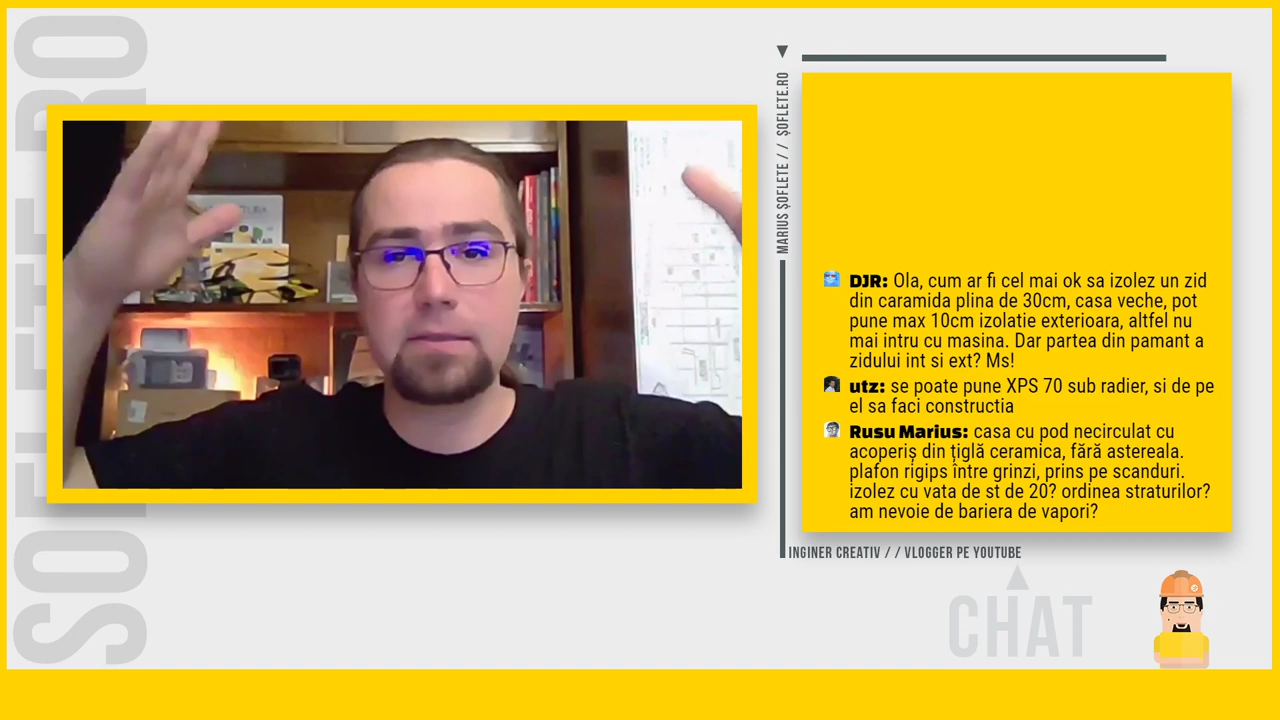 SOFLETE.RO
MARIUS ȘOFLETE // ȘOFLETE.RO
DJR: Ola, cum ar fi cel mai ok sa izolez un zid
din caramida plina de 30cm, casa veche, pot
pune max 10cm izolatie exterioara, altfel nu
mai intru cu masina. Dar partea din pamant a
zidului int si ext? Ms!
utz: se poate pune XPS 70 sub radier, si de pe
el sa faci constructia
Rusu Marius: casa cu pod necirculat cu
acoperiș din țiglă ceramica, fără astereala.
plafon rigips între grinzi, prins pe scanduri.
izolez cu vata de st de 20? ordinea straturilor?
am nevoie de bariera de vapori?
INGINER CREATIV // VLOGGER PE YOUTUBE
CHAT